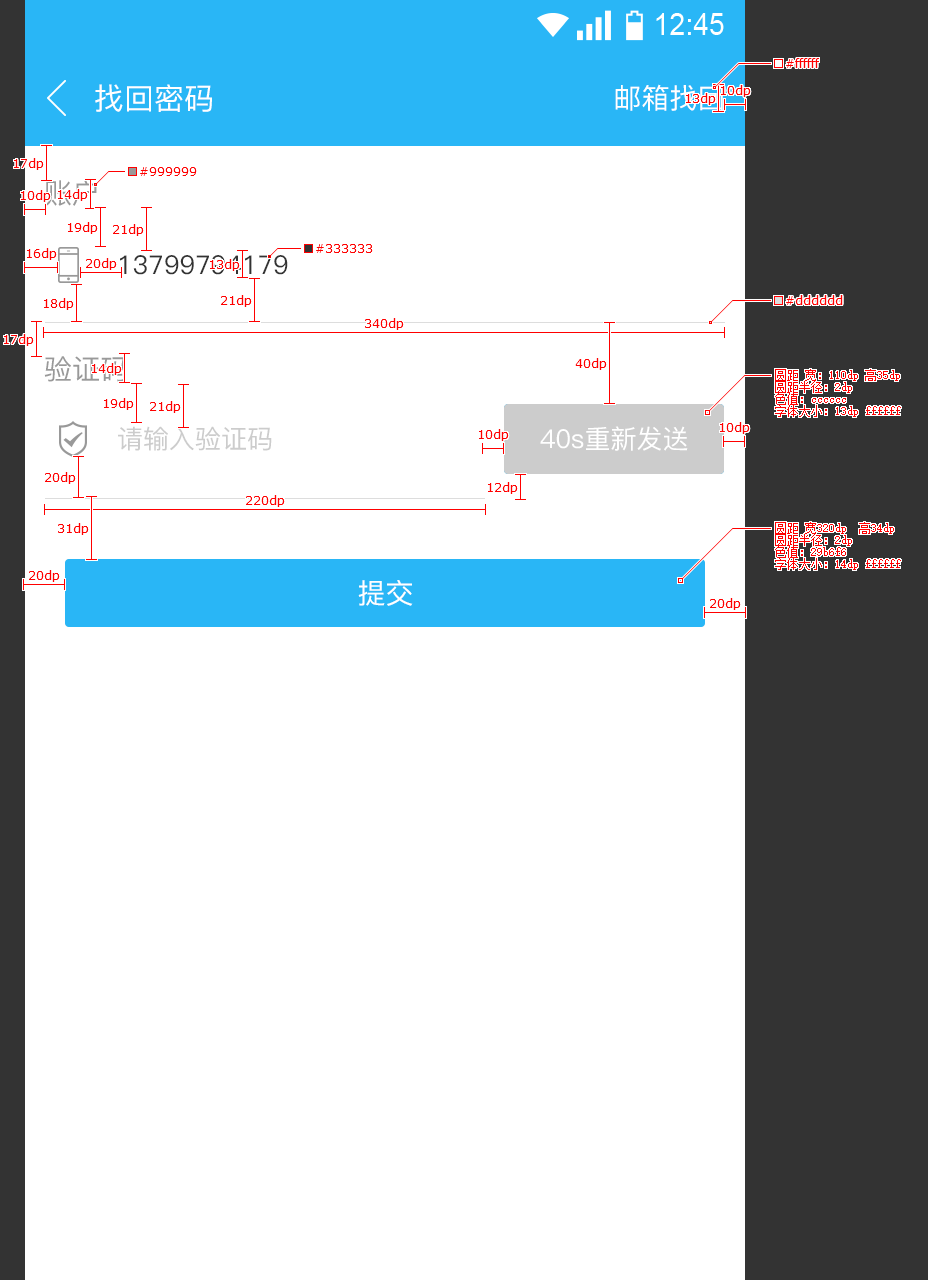 12:45
#ffffff
找回密码
邮箱找回
13dp
10dp
17dp
#999999
账户
10dp
14dp
19dp
21dp
#333333
16dp
20dp
13799794179
13dp
18dp
21dp
#dddddd
340dp
17dp
验证码
14dp
40dp
圆距 宽: 110dp 高35dp
圆距半径: 2dp
色值: cccccc
字体大小: 13dp ffffff
19dp
21dp
请输入验证码
10dp
40s重新发送
10dp
20dp
12dp
220dp
31dp
圆距 宽320dp 高34dp
圆距半径: 2dp
色值: 29b6f6
字体大小: 14dp ffffff
20dp
提交
20dp